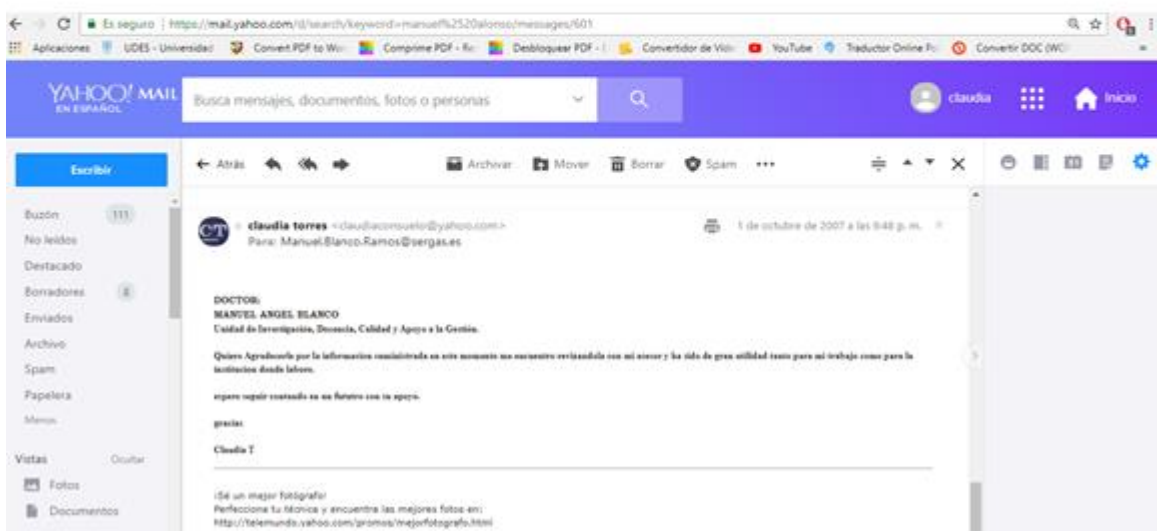 Es seguro | https://mail.yahoo.com/d/search/keyword=manuel%2520alonso/messages/601
Aplicaciones UDES - Universidad Convert PDF to Wo Comprime PDF - Desbloquear PDF - Convertidor de YouTube Traductor Online Convertir DOC (WO
YAHOO! MAIL
EN ESPAÑOL
Busca mensajes, documentos, fotos o personas
claudia
Inicio
Escribir
Atrás Archivar Mover Borrar Spam •••
Buzón 111
No leídos
Destacado
Borradores 8
Enviados
Archivo
Spam
Papelera
Menos
Vistas Ocultar
Fotos
Documentos
CT
claudia torres <claudiaconsuelo@yahoo.com>
1 de octubre de 2007 a las 9:48 p. m.
Para: Manuel.Blanco.Ramos@sergas.es
DOCTOR:
MANUEL ANGEL BLANCO
Unidad de Investigación, Docencia, Calidad y Apoyo a la Gestión.
Quiero Agradecerle por la informacion suministrada en este momento me encuentro revisandola con mi asesor y ha sido de gran utilidad tanto para mi trabajo como para la
institucion donde laboro.
espero seguir contando en un con su apoyo.
gracias
Claudia T
¡Sé un mejor fotógrafo!
Perfecciona tu técnica y encuentra las mejores fotos en:
http://telemundo.yahoo.com/promos/mejorfotografo.html